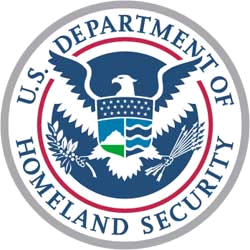 U.S. DEPARTMENT OF
HOMELAND SECURITY